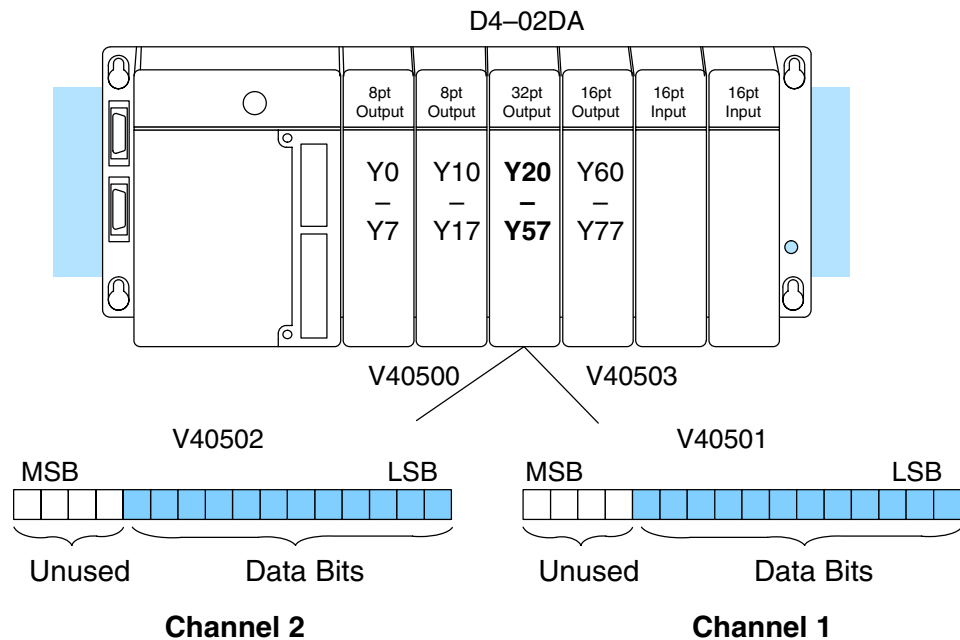 D4–02DA
8pt Output
8pt Output
32pt Output
16pt Output
16pt Input
16pt Input
Y0 – Y7
Y10 – Y17
Y20 – Y57
Y60 – Y77
V40500
V40503
V40502
MSB LSB
Unused Data Bits
Channel 2
V40501
MSB LSB
Unused Data Bits
Channel 1